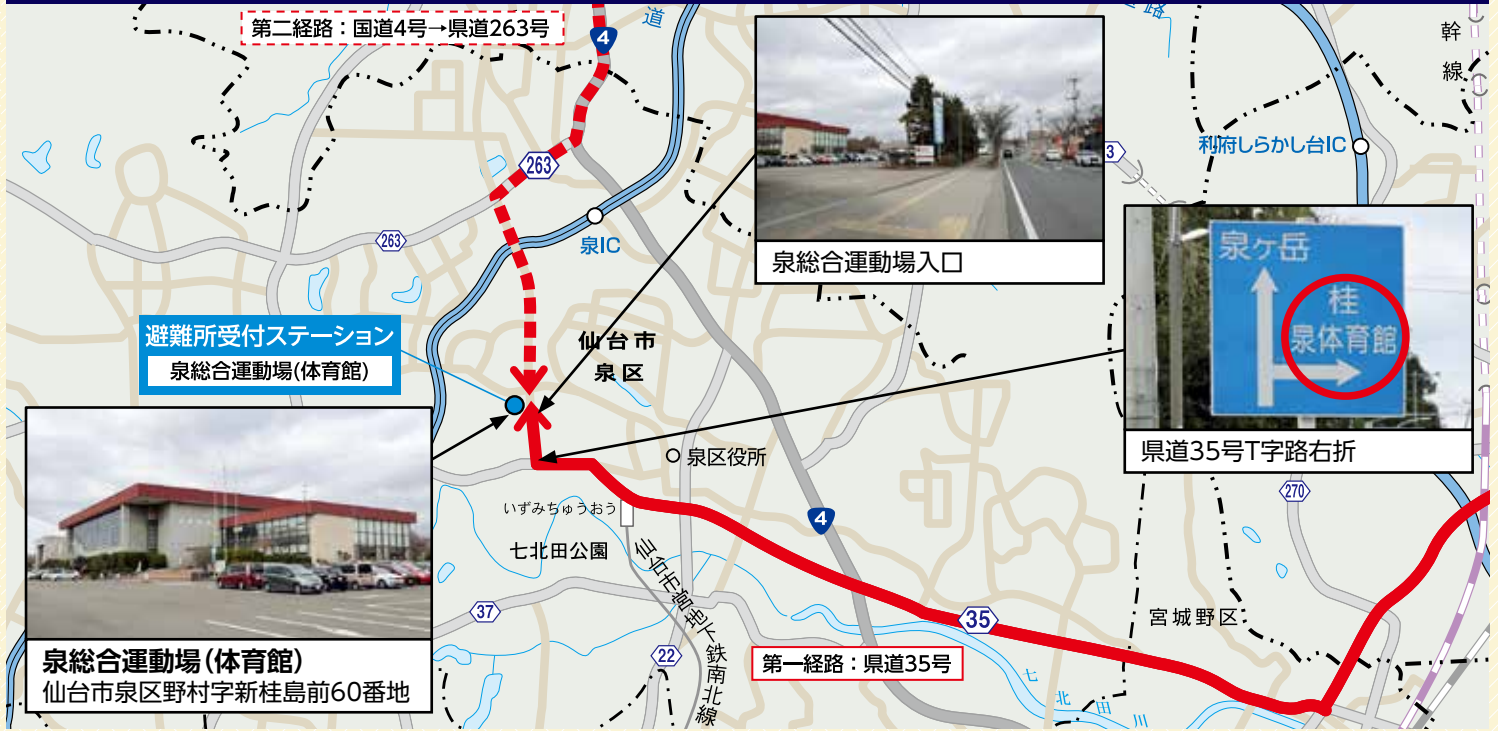 第二経路：国道4号→県道263号
4
道
263
263
泉IC
避難所受付ステーション
泉総合運動場(体育館)
仙台市
泉区
泉総合運動場入口
3
幹線
利府しらかし台IC
泉ヶ岳
桂
泉体育館
県道35号T字路右折
270
泉区役所
いずみちゅうおう
七北田公園
仙台市営地下鉄南北線
4
37
22
35
第一経路：県道35号
宮城野区
七北田川
泉総合運動場(体育館)
仙台市泉区野村字新桂島前60番地